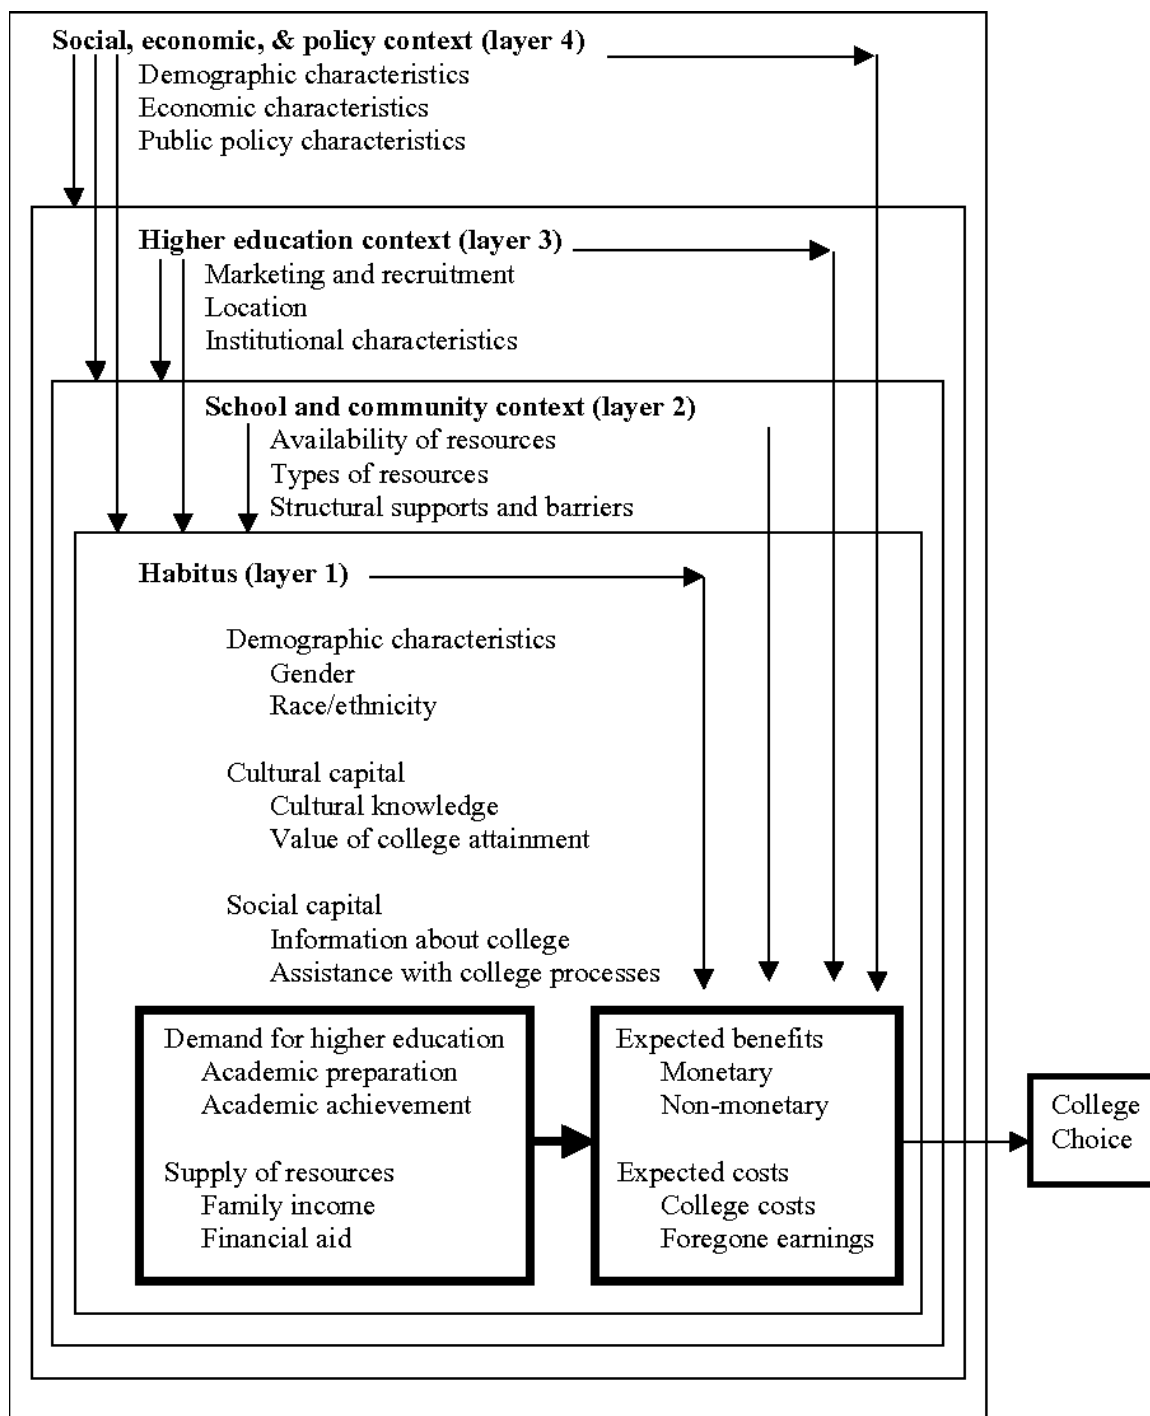 Social, economic, & policy context (layer 4)
Demographic characteristics
Economic characteristics
Public policy characteristics
Higher education context (layer 3)
Marketing and recruitment
Location
Institutional characteristics
School and community context (layer 2)
Availability of resources
Types of resources
Structural supports and barriers
Habitus (layer 1)
Demographic characteristics
Gender
Race/ethnicity
Cultural capital
Cultural knowledge
Value of college attainment
Social capital
Information about college
Assistance with college processes
Demand for higher education
Academic preparation
Academic achievement
Supply of resources
Family income
Financial aid
Expected benefits
Monetary
Non-monetary
Expected costs
College costs
Foregone earnings
College
Choice